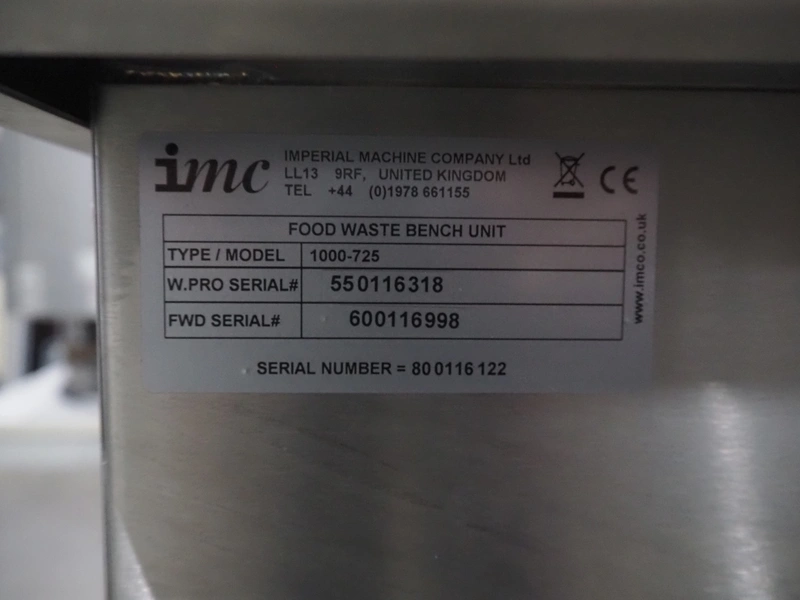 imc
IMPERIAL MACHINE COMPANY Ltd
LL13 9RF, UNITED KINGDOM
TEL +44 (0)1978 661155
CE
FOOD WASTE BENCH UNIT
TYPE / MODEL 1000-725
W.PRO SERIAL# 550116318
FWD SERIAL# 600116998
SERIAL NUMBER = 800116122
www.imco.co.uk